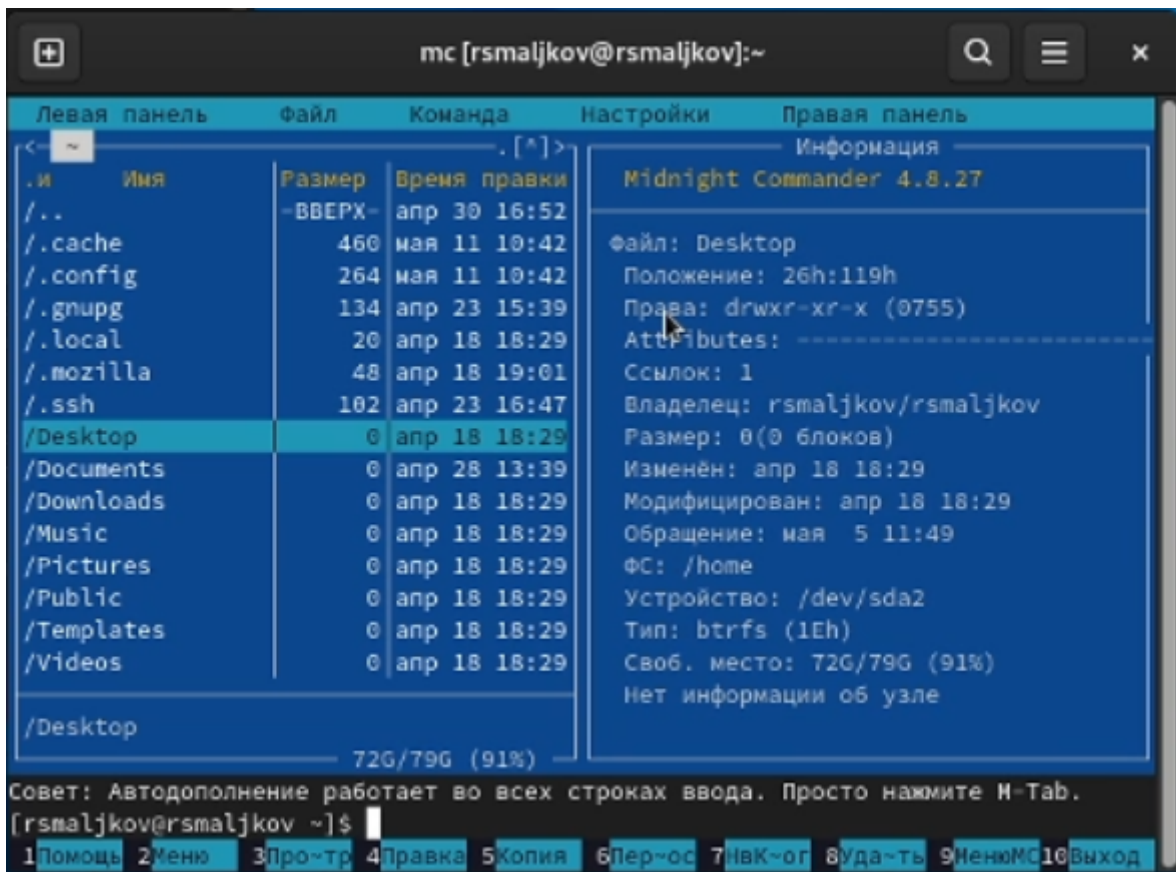 mc [rsmaljkov@rsmaljkov]:~
Левая панель Файл Команда Настройки Правая панель
<- ~ .[^]>
.и Имя Размер Время правки
/.. -ВВЕРХ- апр 30 16:52
/.cache 460 мая 11 10:42
/.config 264 мая 11 10:42
/.gnupg 134 апр 23 15:39
/.local 20 апр 18 18:29
/.mozilla 48 апр 18 19:01
/.ssh 102 апр 23 16:47
/Desktop 0 апр 18 18:29
/Documents 0 апр 28 13:39
/Downloads 0 апр 18 18:29
/Music 0 апр 18 18:29
/Pictures 0 апр 18 18:29
/Public 0 апр 18 18:29
/Templates 0 апр 18 18:29
/Videos 0 апр 18 18:29
/Desktop
72G/79G (91%)
Информация
Midnight Commander 4.8.27
Файл: Desktop
Положение: 26h:119h
Права: drwxr-xr-x (0755)
Attributes: -------------------------
Ссылок: 1
Владелец: rsmaljkov/rsmaljkov
Размер: 0(0 блоков)
Изменён: апр 18 18:29
Модифицирован: апр 18 18:29
Обращение: мая 5 11:49
ФС: /home
Устройство: /dev/sda2
Тип: btrfs (1Eh)
Своб. место: 72G/79G (91%)
Нет информации об узле
Совет: Автодополнение работает во всех строках ввода. Просто нажмите M-Tab.
[rsmaljkov@rsmaljkov ~]$
1Помощь 2Меню 3Про~тр 4Правка 5Копия 6Пер~ос 7НвК~ог 8Уда~ть 9МенюМС 10Выход